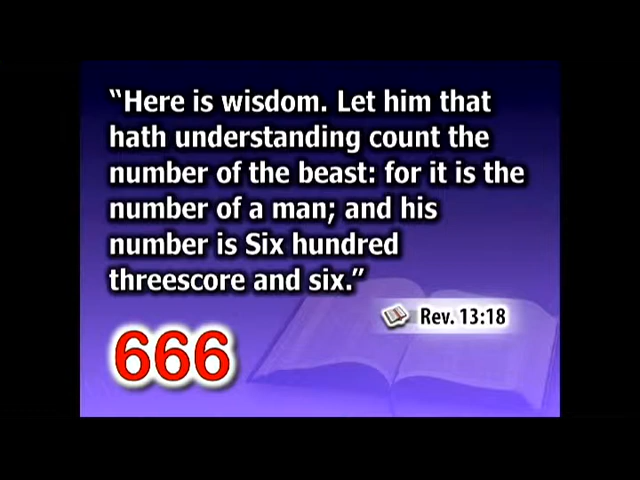 “Here is wisdom. Let him that
hath understanding count the
number of the beast: for it is the
number of a man; and his
number is Six hundred
threescore and six.”
Rev. 13:18
666